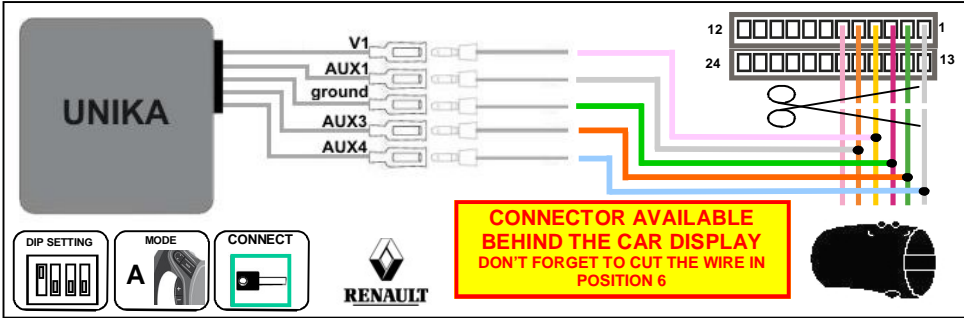 V1
AUX1
ground
AUX3
AUX4
UNIKA
12
1
24
13
CONNECTOR AVAILABLE
BEHIND THE CAR DISPLAY
DON'T FORGET TO CUT THE WIRE IN
POSITION 6
DIP SETTING
MODE
A
CONNECT
RENAULT